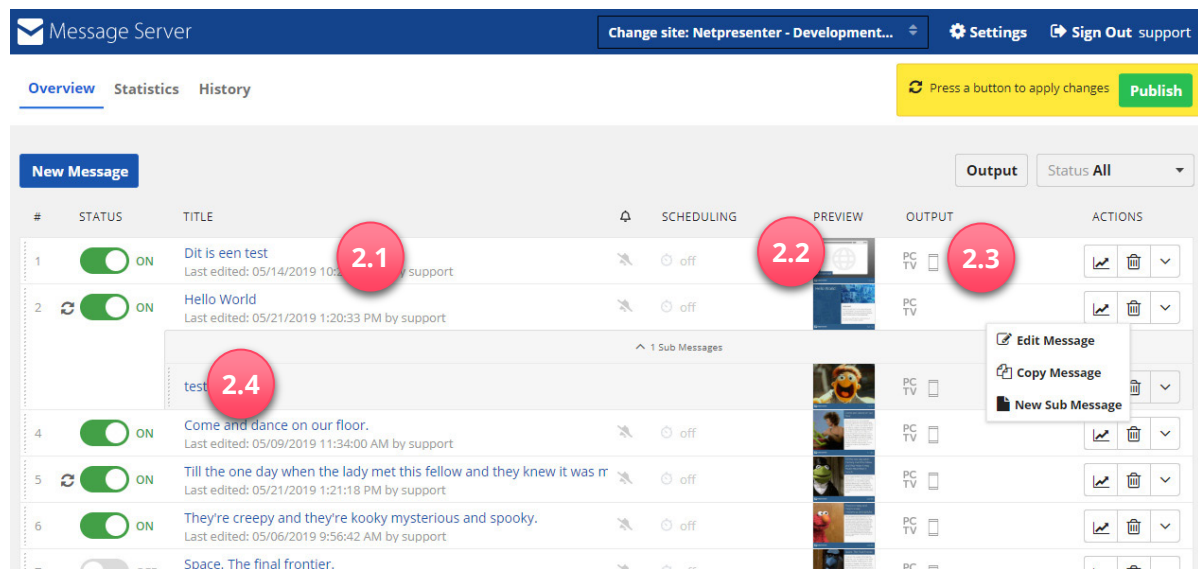 Message Server
Change site: Netpresenter - Development...
Settings
Sign Out support
Overview Statistics History
Press a button to apply changes
Publish
New Message
Output
Status All
# STATUS TITLE SCHEDULING PREVIEW OUTPUT ACTIONS
1 ON Dit is een test off PC TV
Last edited: 05/14/2019 support
2.1
2.2
2.3
2 ON Hello World off PC TV
Last edited: 05/21/2019 1:20:33 PM by support
1 Sub Messages
Edit Message
Copy Message
New Sub Message
test PC TV
2.4
4 ON Come and dance on our floor. off PC TV
Last edited: 05/09/2019 11:34:00 AM by support
5 ON Till the one day when the lady met this fellow and they knew it was m off PC TV
Last edited: 05/21/2019 1:21:18 PM by support
6 ON They're creepy and they're kooky mysterious and spooky. off PC TV
Last edited: 05/06/2019 9:56:42 AM by support
Space. The final frontier.